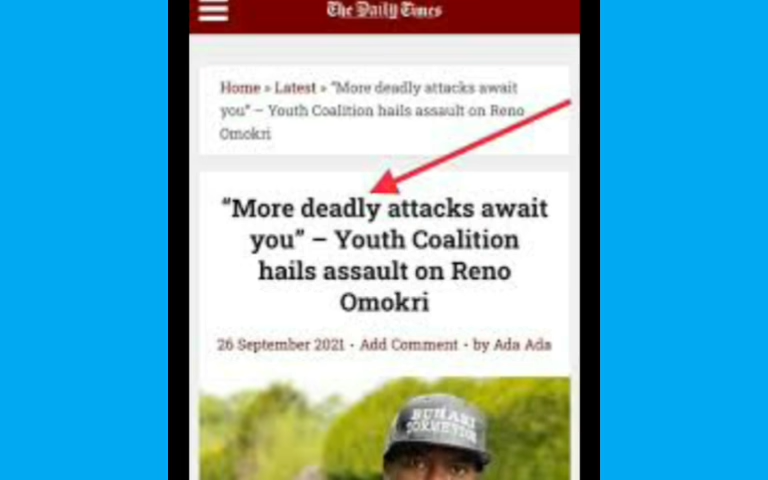 The Daily Times
Home » Latest » “More deadly attacks await
you” – Youth Coalition hails assault on Reno
Omokri
“More deadly attacks await
you” – Youth Coalition
hails assault on Reno
Omokri
26 September 2021 - Add Comment - by Ada Ada
BUHARI
TORMENTOR